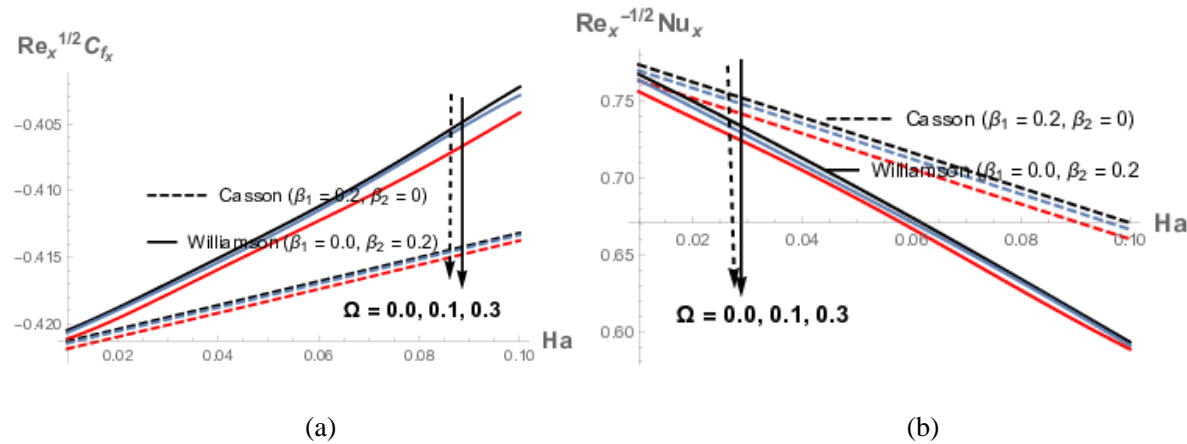 Re_x^{1/2} C_{f_x}
−0.405
−0.410
−0.415
−0.420
Casson (β₁ = 0.2, β₂ = 0)
Williamson (β₁ = 0.0, β₂ = 0.2)
Ω = 0.0, 0.1, 0.3
0.02 0.04 0.06 0.08 0.10
Ha
(a)
Re_x^{−1/2} Nu_x
0.75
0.70
0.65
0.60
Casson (β₁ = 0.2, β₂ = 0)
Williamson (β₁ = 0.0, β₂ = 0.2
Ha
0.02 0.04 0.06 0.08 0.10
Ω = 0.0, 0.1, 0.3
(b)